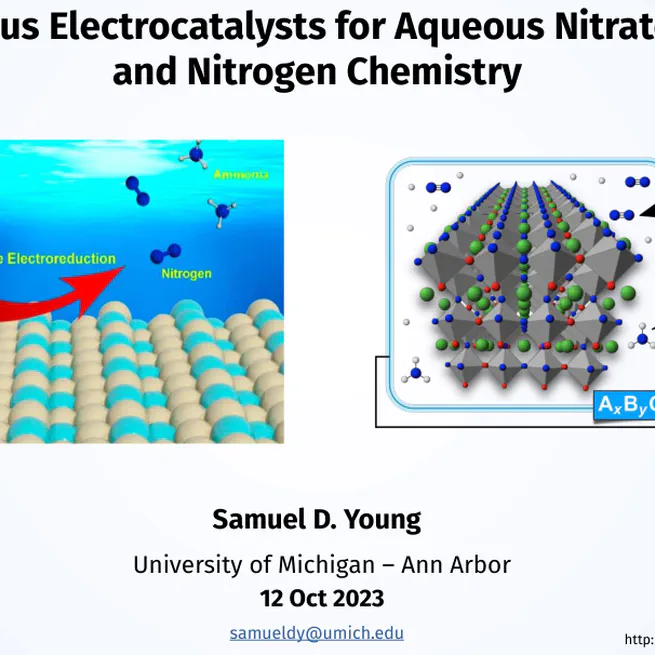 us Electrocatalysts for Aqueous Nitrat
and Nitrogen Chemistry
Ammonia
e Electroreduction
Nitrogen
AxBy
Samuel D. Young
University of Michigan – Ann Arbor
12 Oct 2023
samueldy@umich.edu
http: